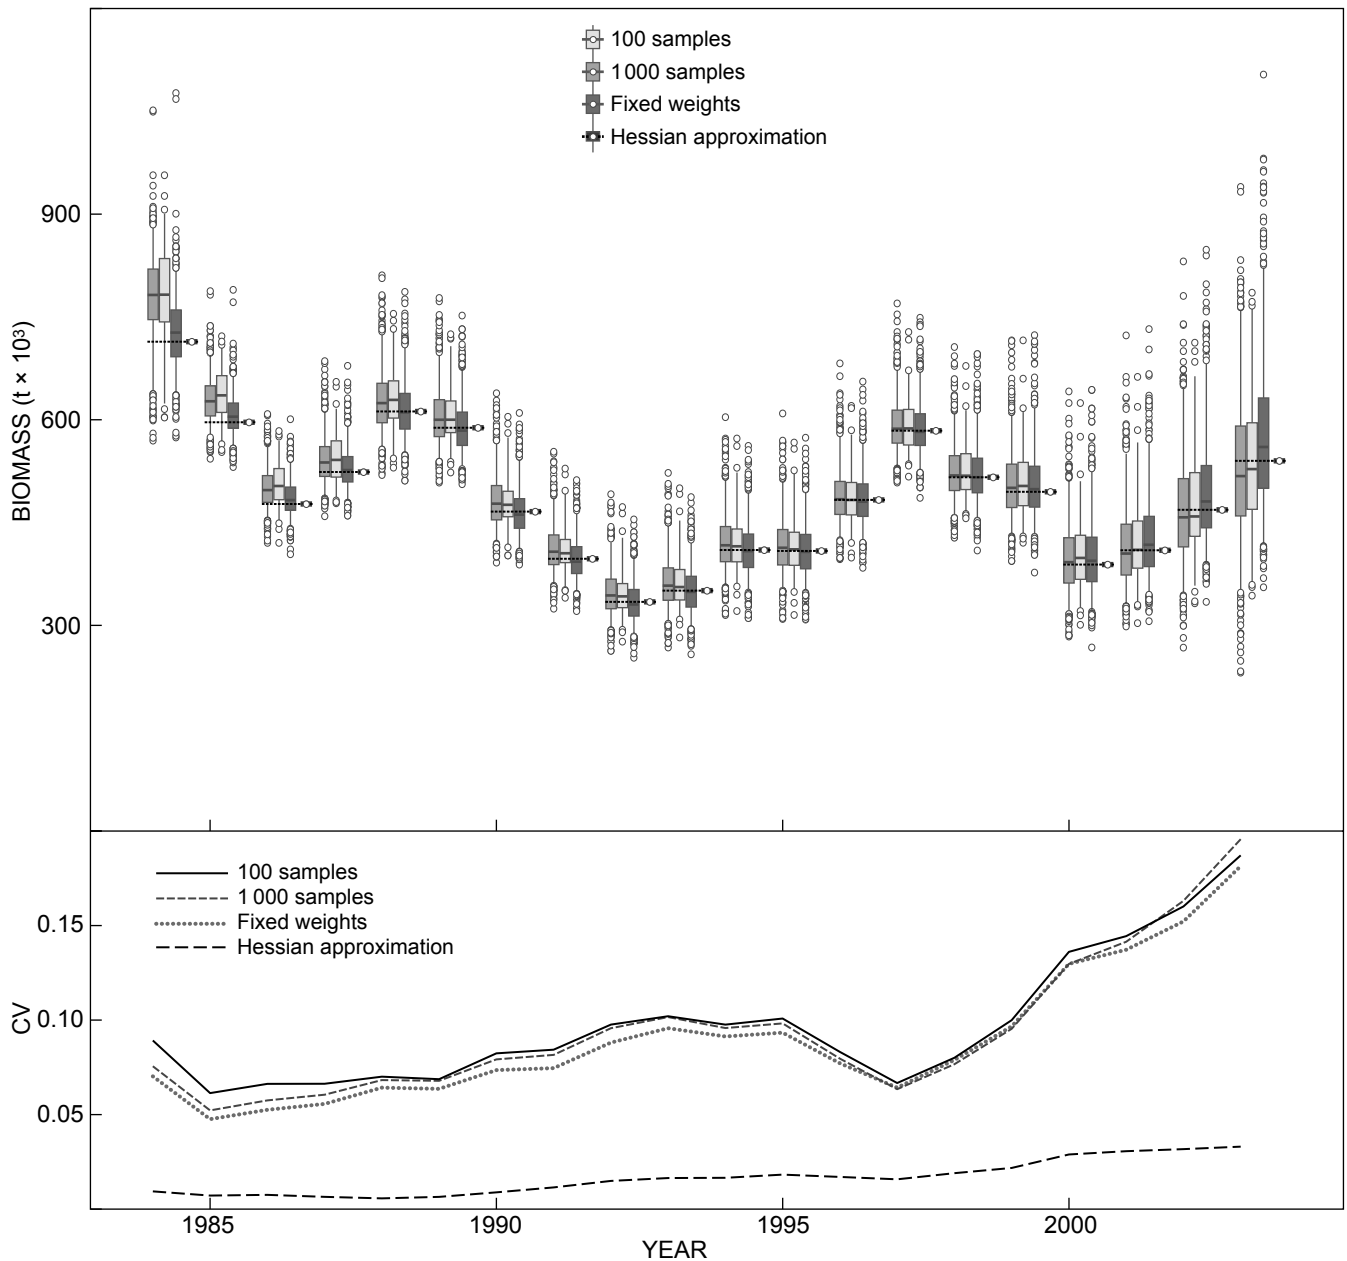 100 samples
1 000 samples
Fixed weights
Hessian approximation
BIOMASS (t × 10³)
900
600
300
100 samples
1 000 samples
Fixed weights
Hessian approximation
CV
0.15
0.10
0.05
1985 1990 1995 2000
YEAR